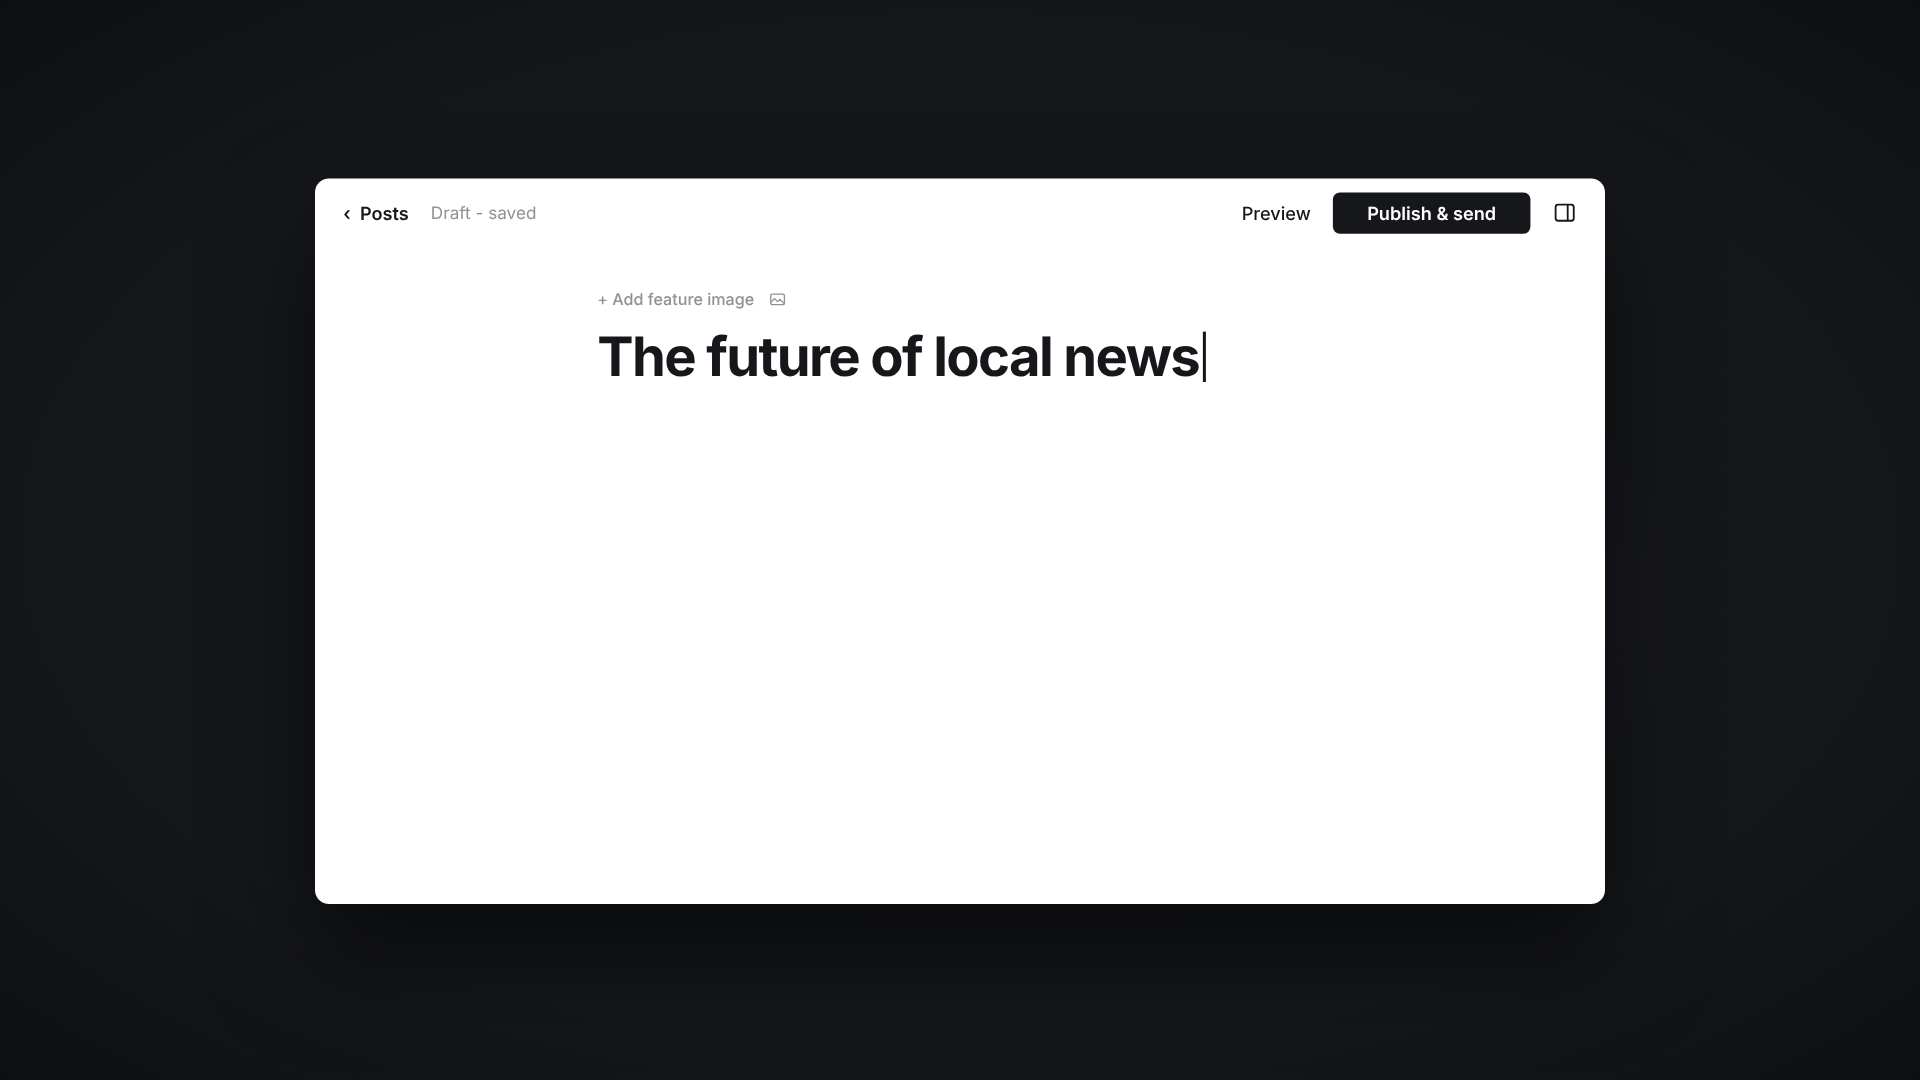 ‹ Posts Draft - saved Preview Publish & send
+ Add feature image
The future of local news